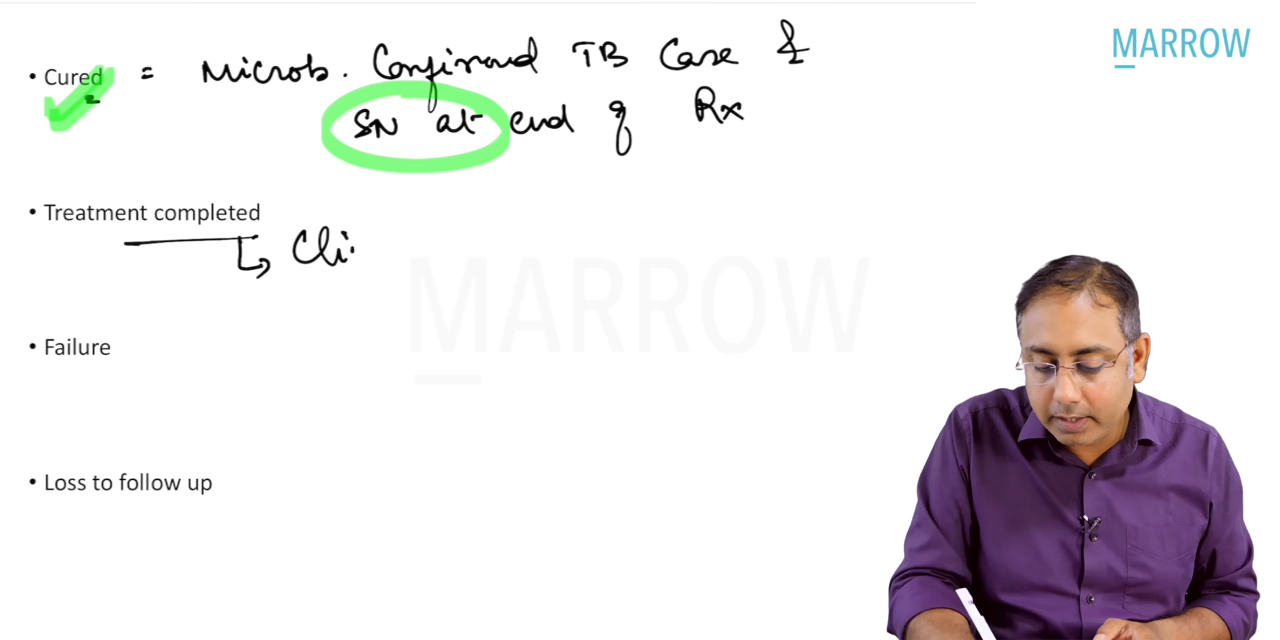 MARROW
• Cured = Microb. Confirmed TB Case &
SN at end of Rx
• Treatment completed
↳ Cli
MARROW
• Failure
• Loss to follow up